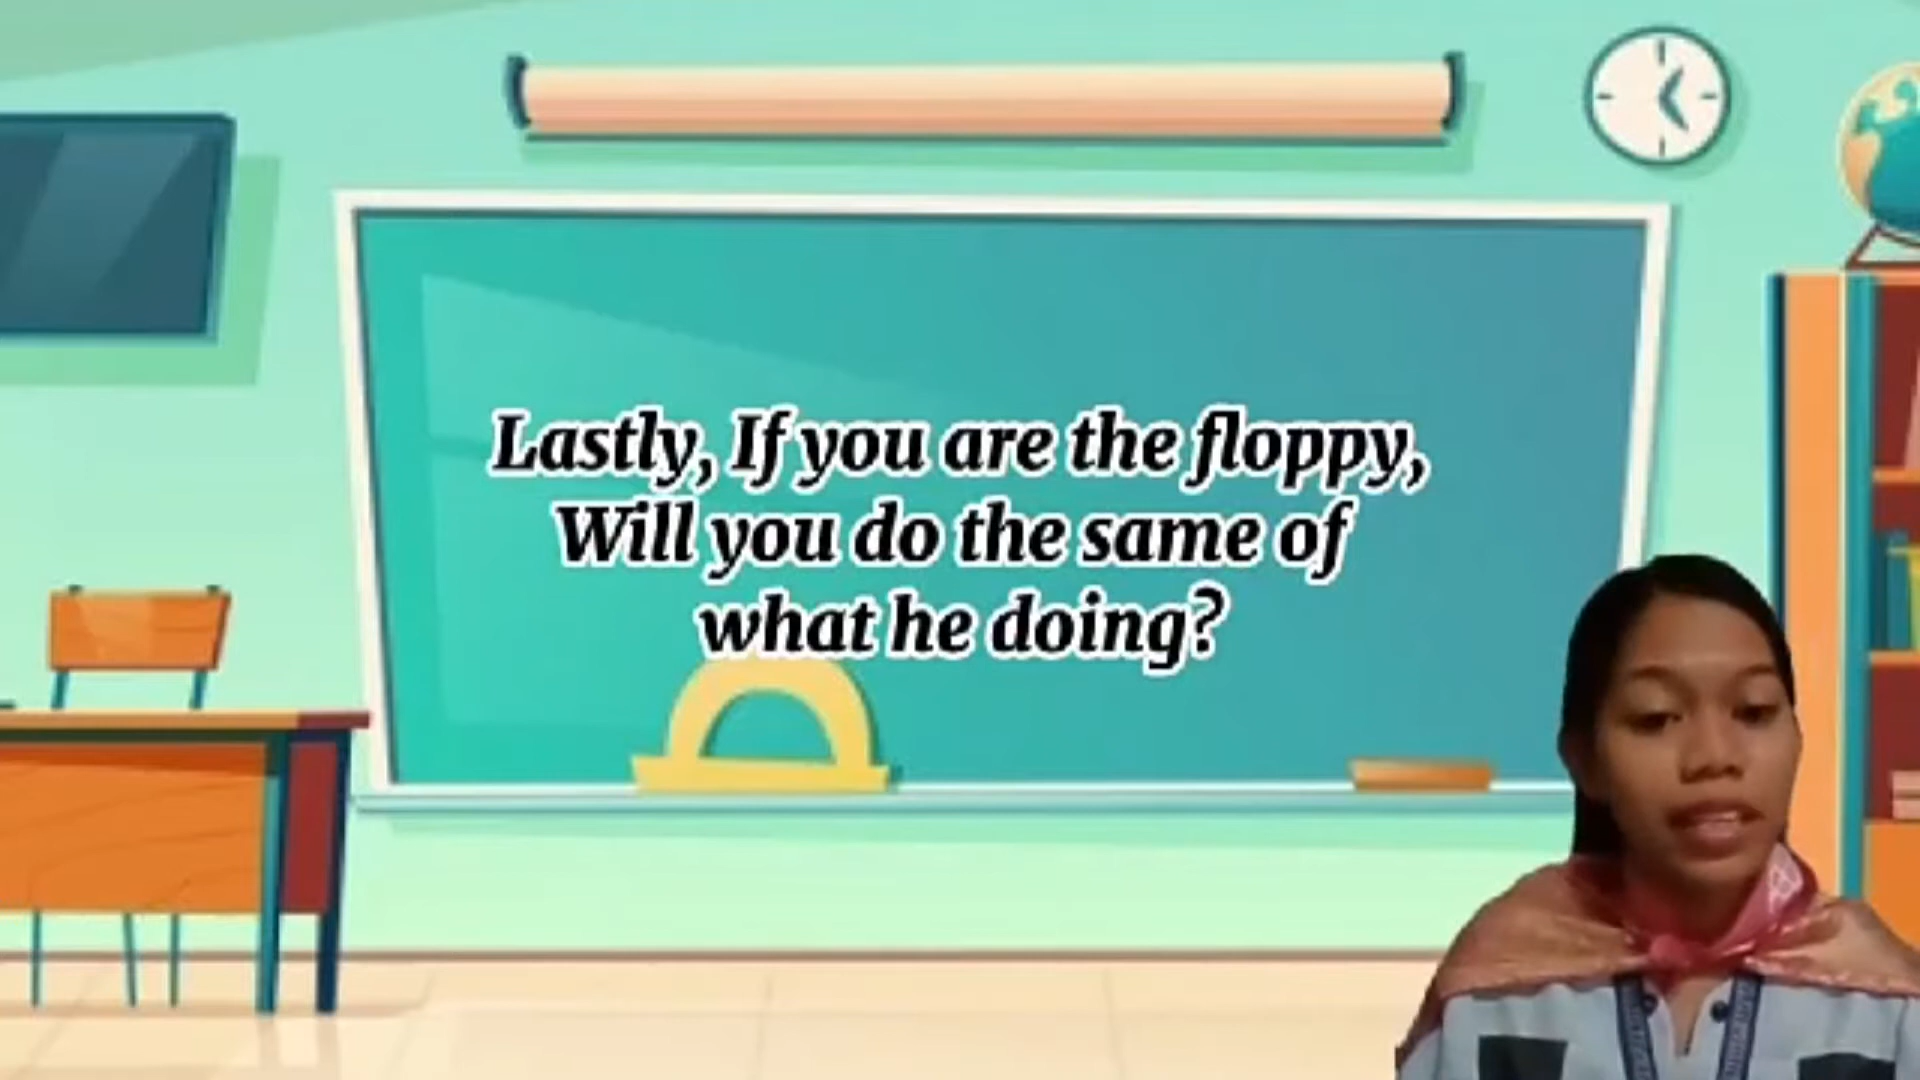 Lastly, If you are the floppy,
Will you do the same of
what he doing?